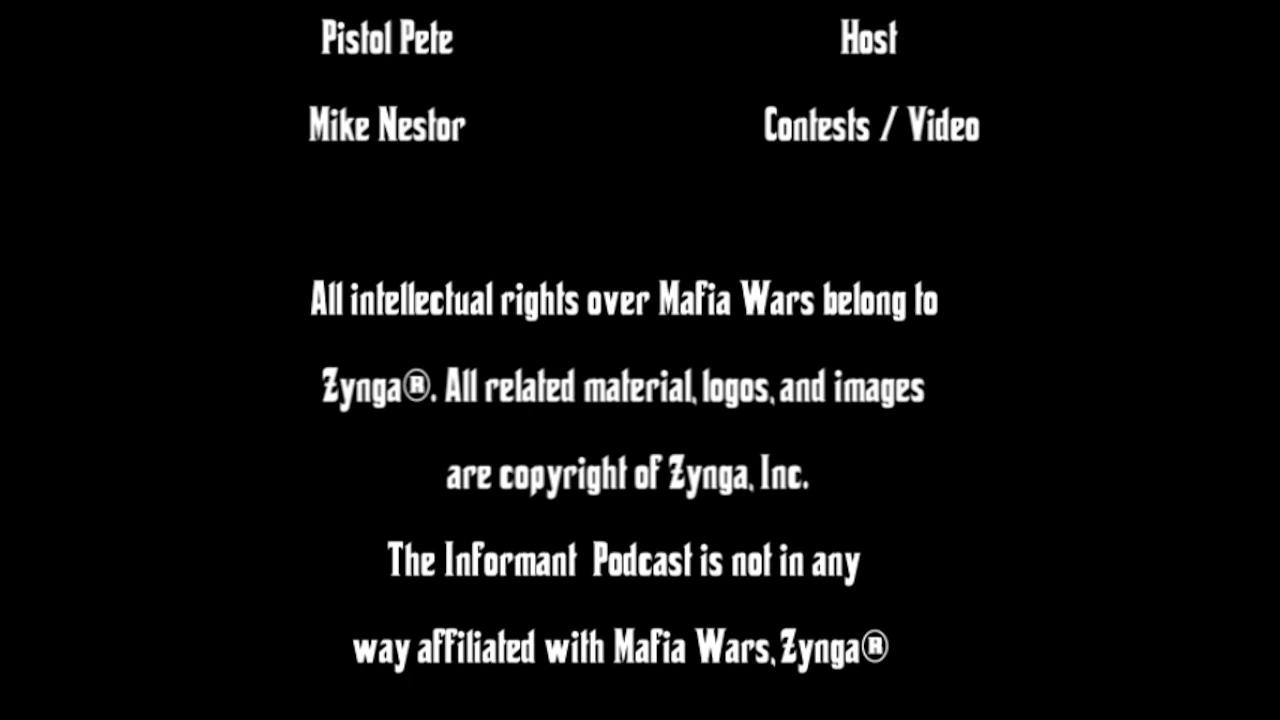 Pistol Pete Host
Mike Nestor Contests / Video
All intellectual rights over Mafia Wars belong to
Zynga®. All related material, logos, and images
are copyright of Zynga, Inc.
The Informant Podcast is not in any
way affiliated with Mafia Wars, Zynga®